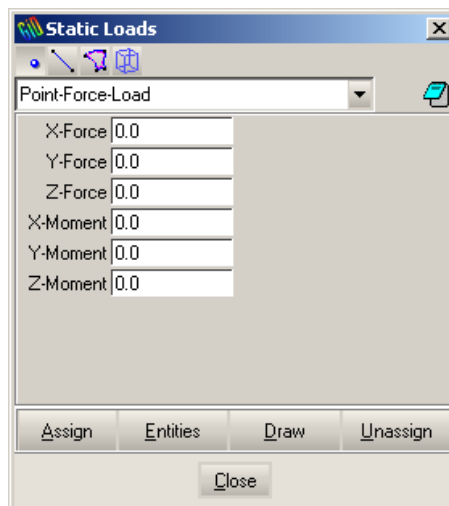 Static Loads
Point-Force-Load
X-Force 0.0
Y-Force 0.0
Z-Force 0.0
X-Moment 0.0
Y-Moment 0.0
Z-Moment 0.0
Assign Entities Draw Unassign
Close